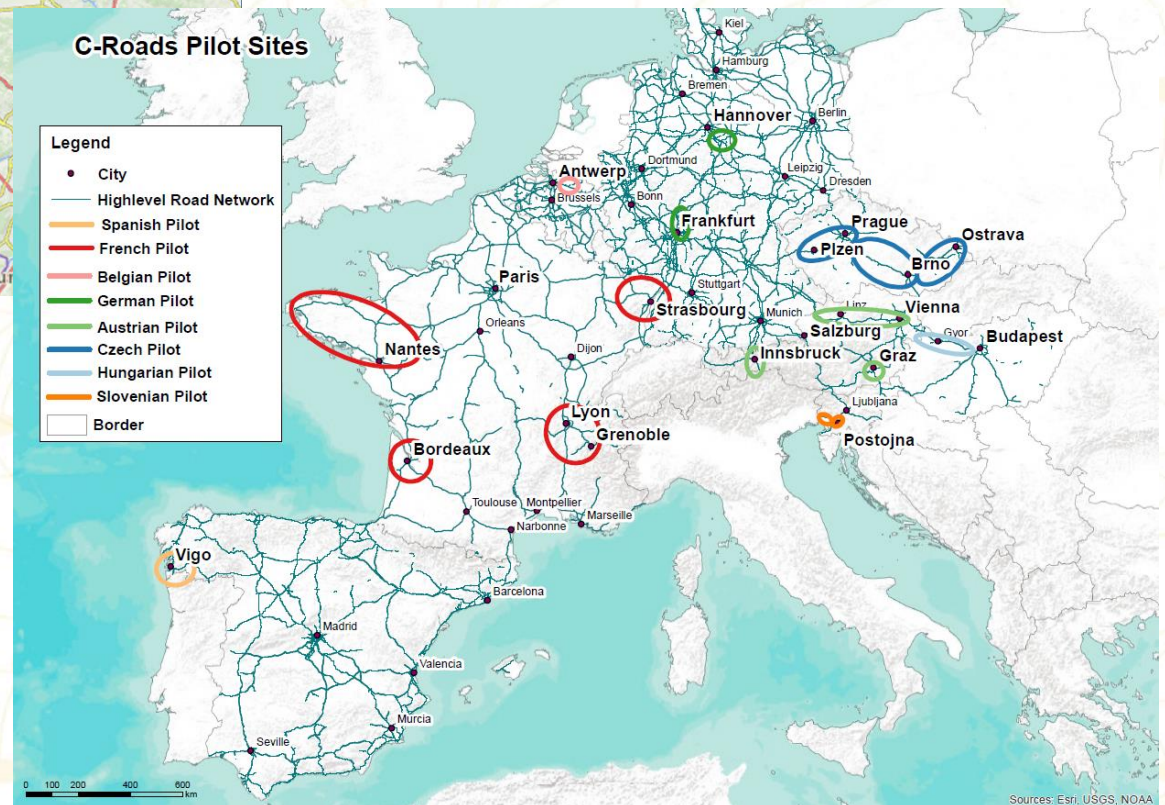 C-Roads Pilot Sites
Legend
City
Highlevel Road Network
Spanish Pilot
French Pilot
Belgian Pilot
German Pilot
Austrian Pilot
Czech Pilot
Hungarian Pilot
Slovenian Pilot
Border
Kiel
Hamburg
Bremen
Hannover
Berlin
Dortmund
Leipzig
Dresden
Antwerp
Brussels
Bonn
Frankfurt
Prague
Plzen
Ostrava
Brno
Paris
Stuttgart
Strasbourg
Munich
Linz
Vienna
Salzburg
Gyor
Budapest
Orleans
Nantes
Dijon
Innsbruck
Graz
Ljubljana
Postojna
Lyon
Grenoble
Bordeaux
Toulouse
Montpellier
Marseille
Narbonne
Vigo
Barcelona
Madrid
Valencia
Murcia
Seville
0 100 200 400 600
km
Sources: Esri, USGS, NOAA